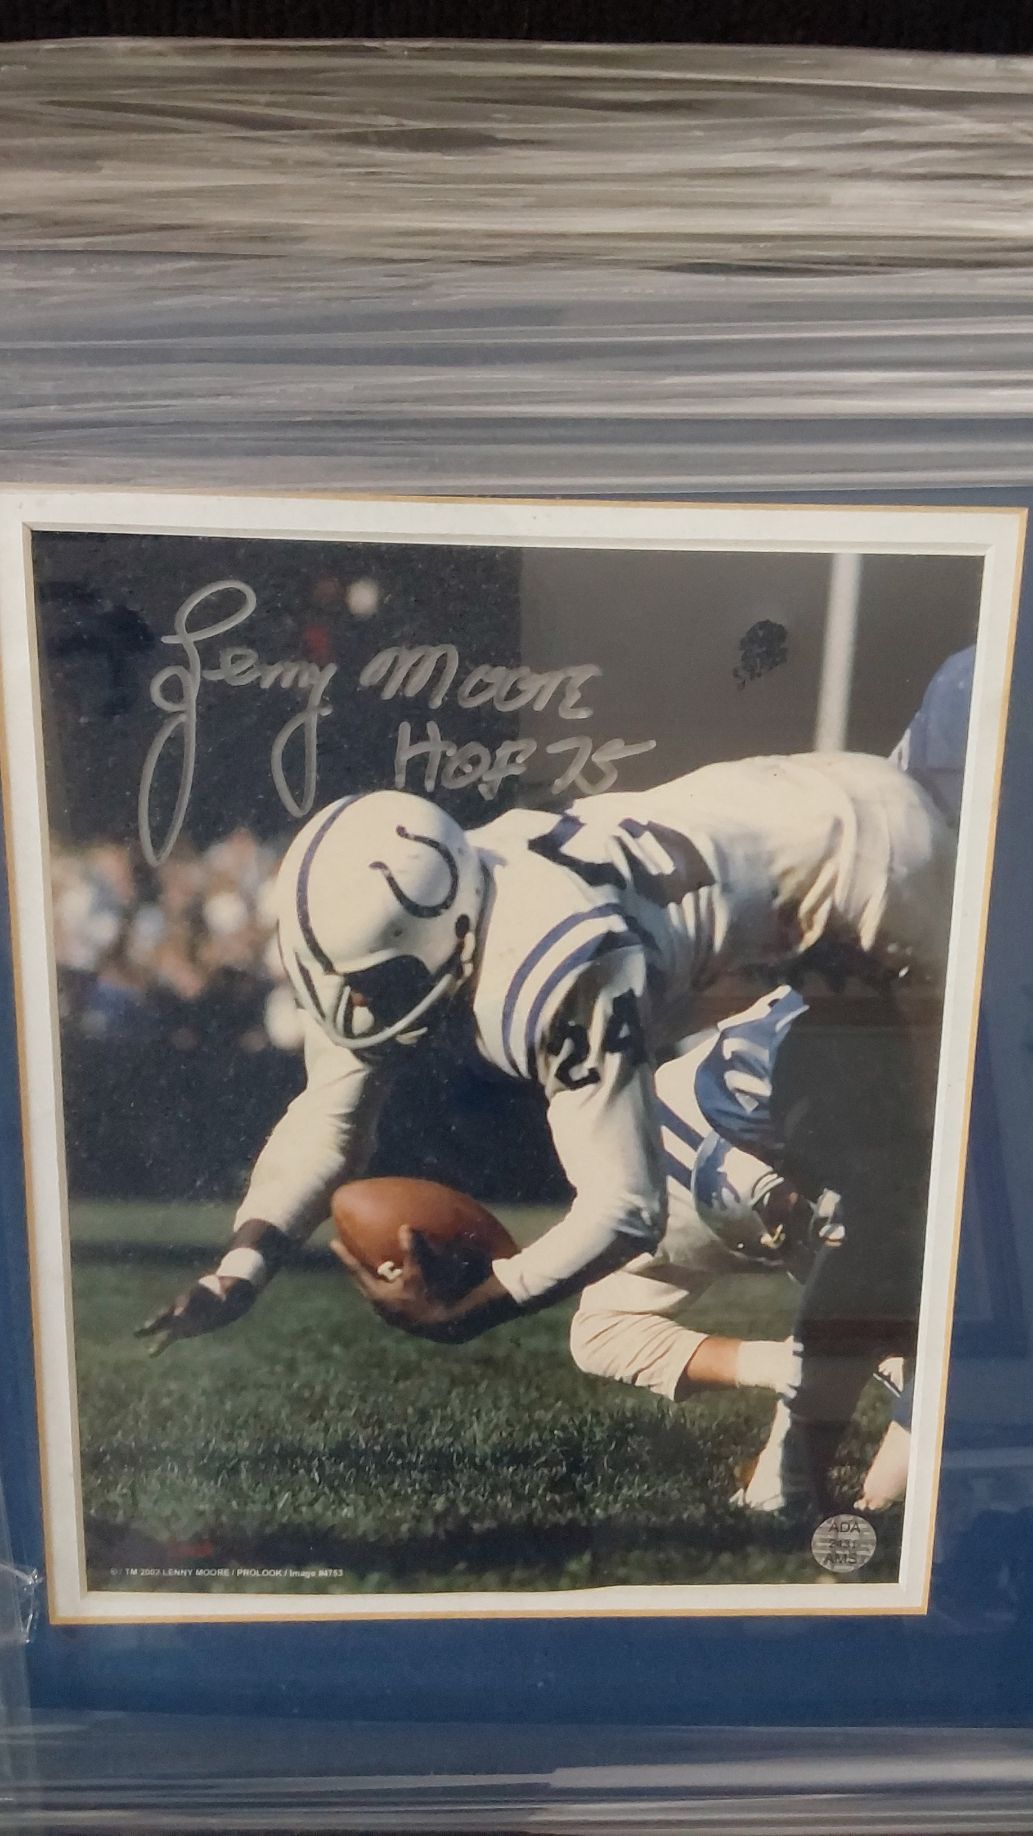 Lenny Moore
HOF 75
24
© / TM 2002 LENNY MOORE / PROLOOK / Image #4753
ADA
AMS